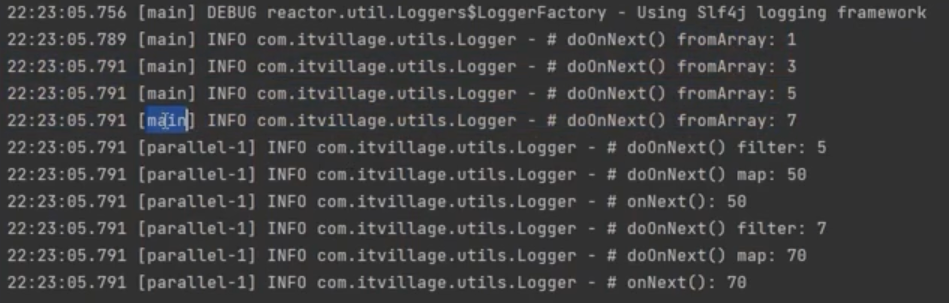 22:23:05.756 [main] DEBUG reactor.util.Loggers$LoggerFactory - Using Slf4j logging framework
22:23:05.789 [main] INFO com.itvillage.utils.Logger - # doOnNext() fromArray: 1
22:23:05.791 [main] INFO com.itvillage.utils.Logger - # doOnNext() fromArray: 3
22:23:05.791 [main] INFO com.itvillage.utils.Logger - # doOnNext() fromArray: 5
22:23:05.791 [main] INFO com.itvillage.utils.Logger - # doOnNext() fromArray: 7
22:23:05.791 [parallel-1] INFO com.itvillage.utils.Logger - # doOnNext() filter: 5
22:23:05.791 [parallel-1] INFO com.itvillage.utils.Logger - # doOnNext() map: 50
22:23:05.791 [parallel-1] INFO com.itvillage.utils.Logger - # onNext(): 50
22:23:05.791 [parallel-1] INFO com.itvillage.utils.Logger - # doOnNext() filter: 7
22:23:05.791 [parallel-1] INFO com.itvillage.utils.Logger - # doOnNext() map: 70
22:23:05.791 [parallel-1] INFO com.itvillage.utils.Logger - # onNext(): 70